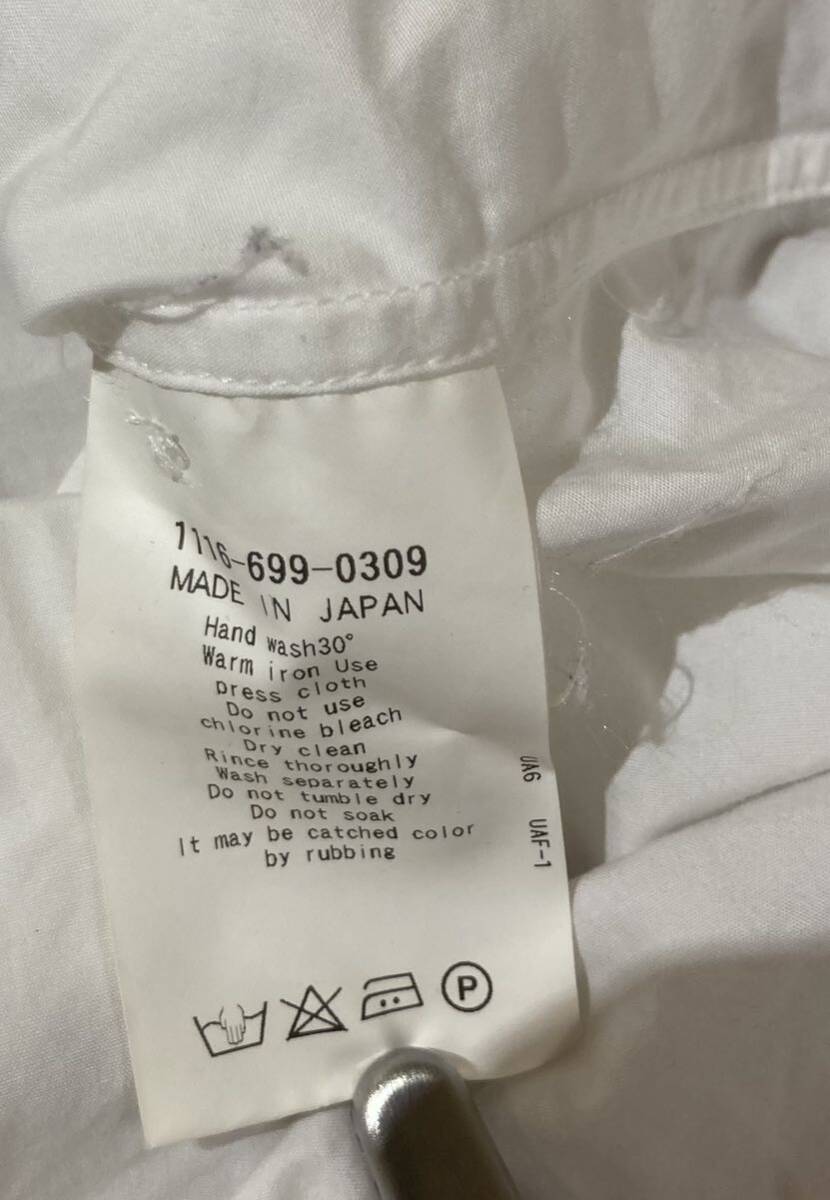 1116-699-0309
MADE IN JAPAN
Hand wash30°
Warm iron Use
press cloth
Do not use
chlorine bleach
Dry clean
Rince thoroughly
Wash separately
Do not tumble dry
Do not soak
It may be catched color
by rubbing
UA6 UAF-1
P